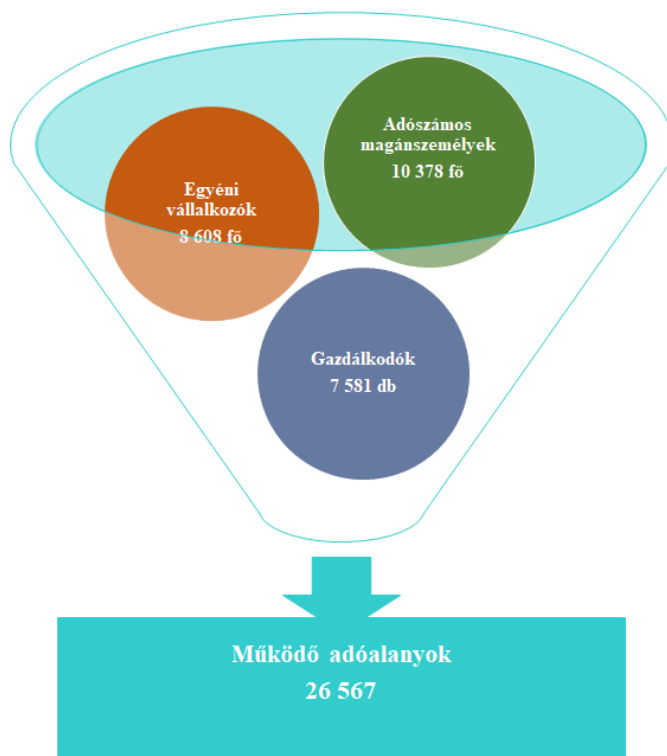 Adószámos
magánszemélyek
10 378 fő
Egyéni
vállalkozók
8 608 fő
Gazdálkodók
7 581 db
Működő adóalanyok
26 567